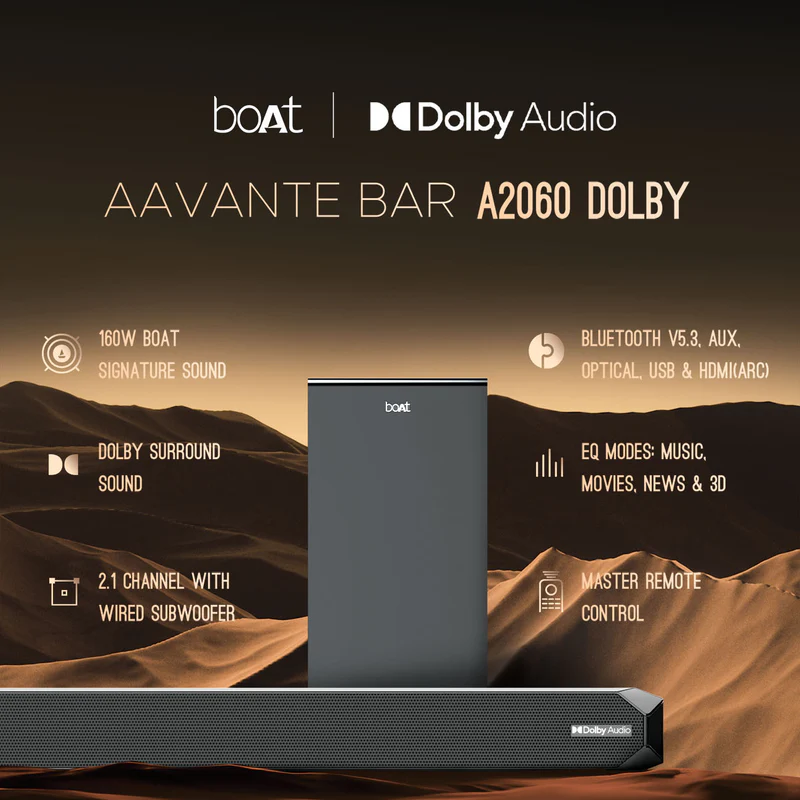 boAt | Dolby Audio
AAVANTE BAR A2060 DOLBY
160W BOAT
SIGNATURE SOUND
DOLBY SURROUND
SOUND
2.1 CHANNEL WITH
WIRED SUBWOOFER
BLUETOOTH V5.3, AUX,
OPTICAL, USB & HDMI(ARC)
EQ MODES: MUSIC,
MOVIES, NEWS & 3D
MASTER REMOTE
CONTROL
boAt
Dolby Audio